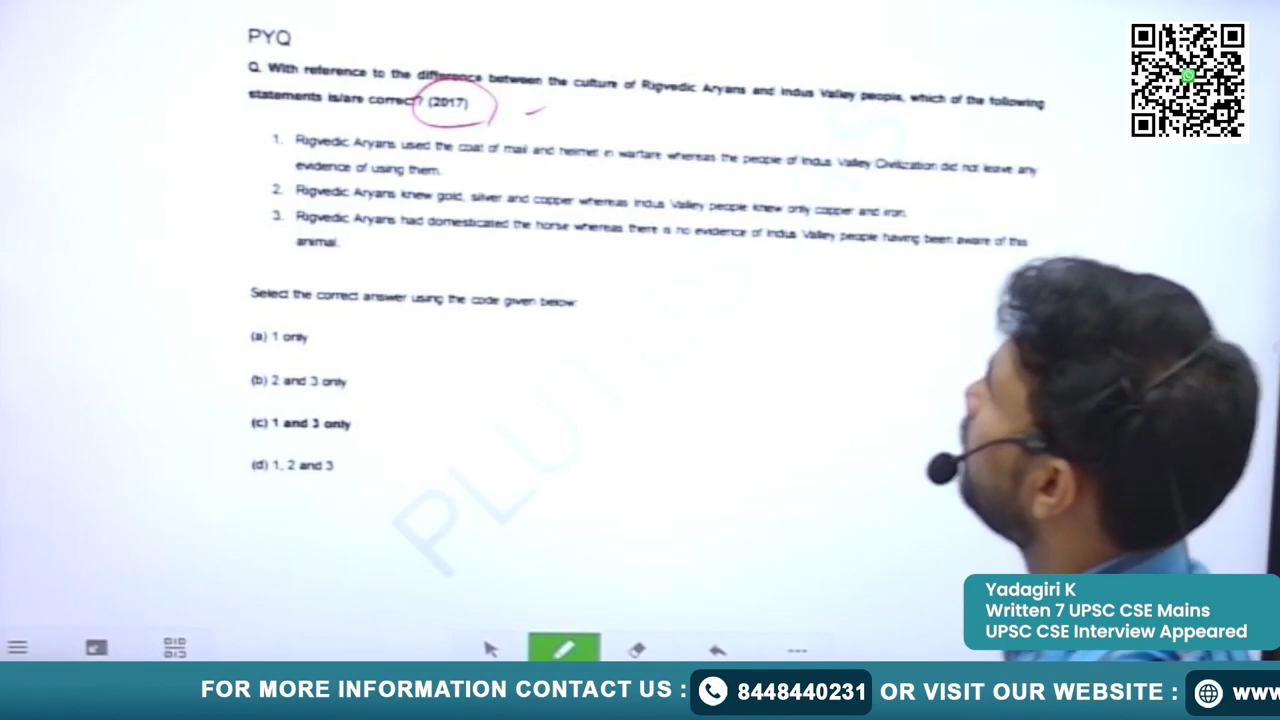 PYQ
Q. With reference to the difference between the culture of Rigvedic Aryans and Indus Valley people, which of the following
statements is/are correct? (2017)
1. Rigvedic Aryans used the coat of mail and helmet in warfare whereas the people of Indus Valley Civilization did not leave any
evidence of using them.
2. Rigvedic Aryans knew gold, silver and copper whereas Indus Valley people knew only copper and iron.
3. Rigvedic Aryans had domesticated the horse whereas there is no evidence of Indus Valley people having been aware of this
animal.
Select the correct answer using the code given below:
(a) 1 only
(b) 2 and 3 only
(c) 1 and 3 only
(d) 1, 2 and 3
Yadagiri K
Written 7 UPSC CSE Mains
UPSC CSE Interview Appeared
FOR MORE INFORMATION CONTACT US : 8448440231 OR VISIT OUR WEBSITE : www